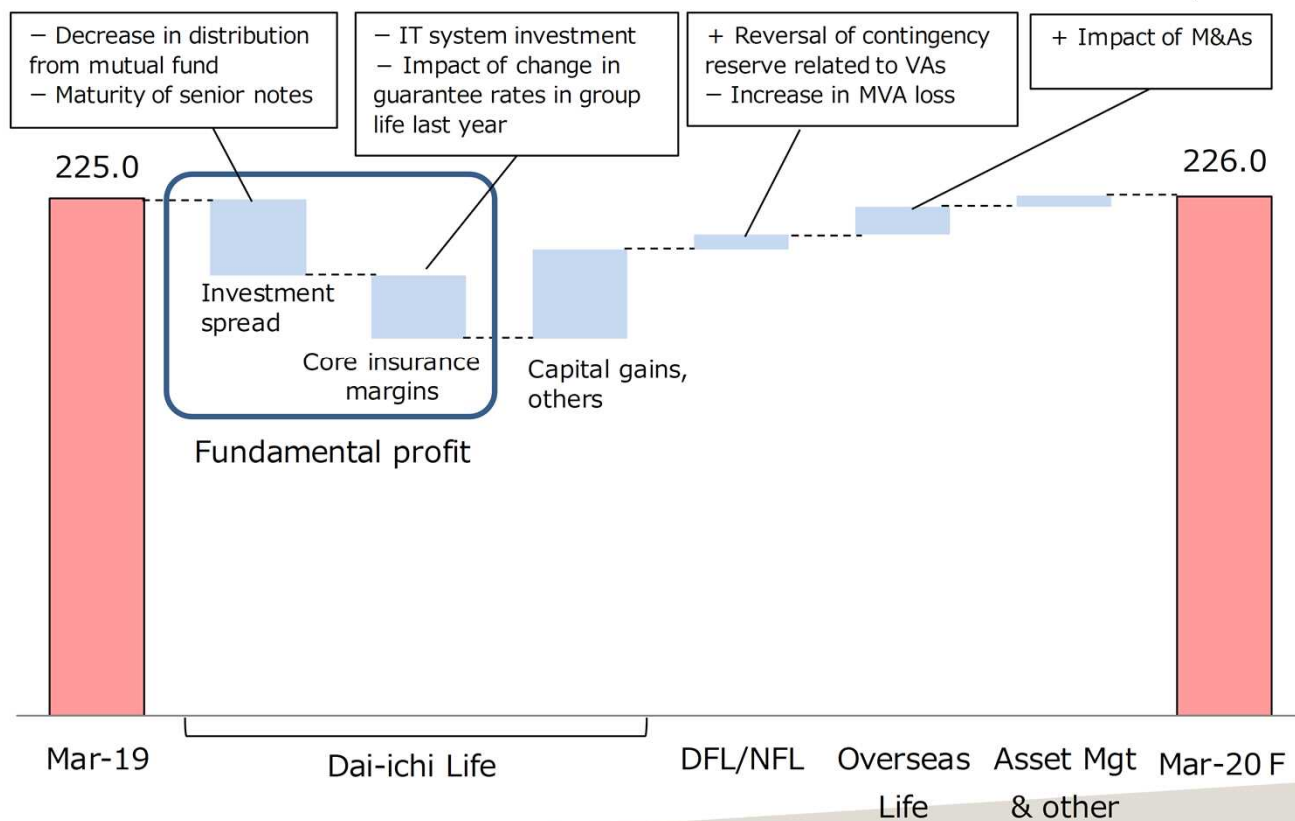 − Decrease in distribution
from mutual fund
− Maturity of senior notes
− IT system investment
− Impact of change in
guarantee rates in group
life last year
+ Reversal of contingency
reserve related to VAs
− Increase in MVA loss
+ Impact of M&As
225.0
226.0
Investment
spread
Core insurance
margins
Capital gains,
others
Fundamental profit
Mar-19
Dai-ichi Life
DFL/NFL
Overseas
Life
Asset Mgt
& other
Mar-20 F